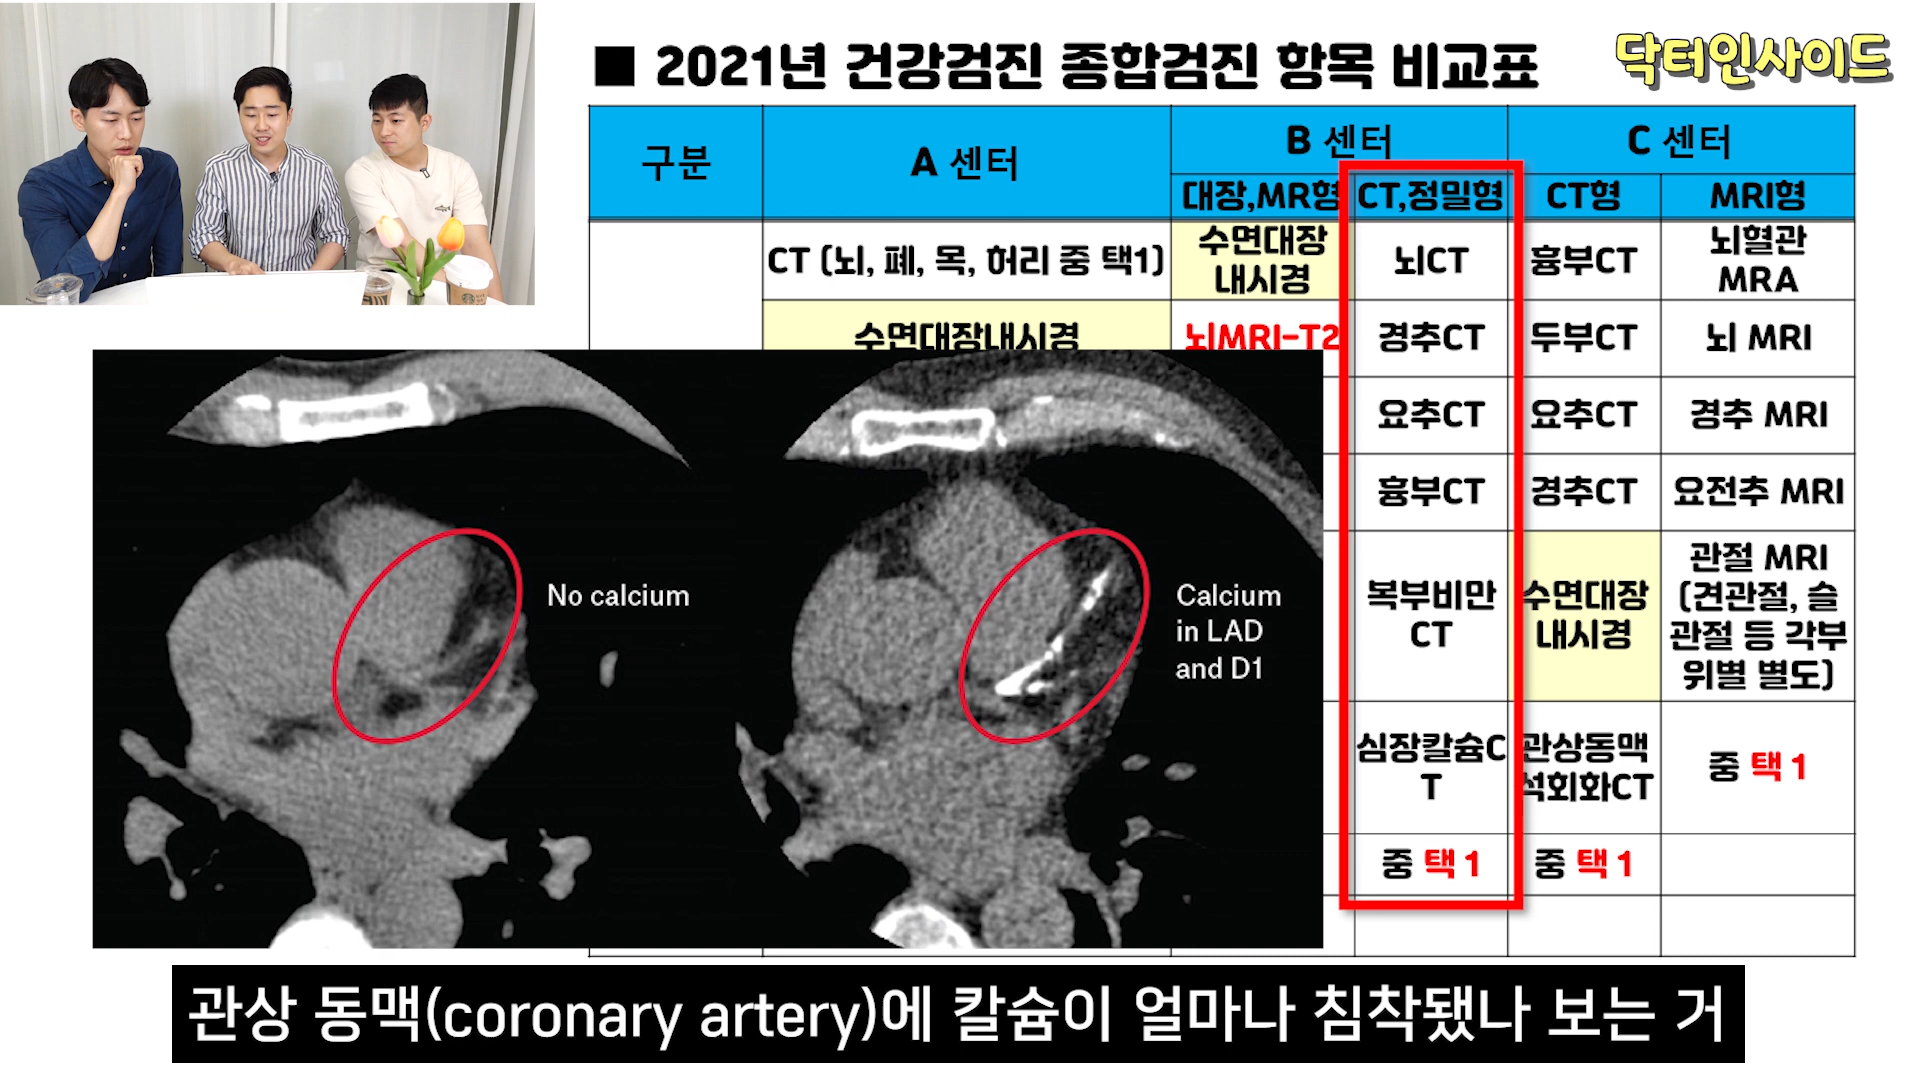 ■ 2021년 건강검진 종합검진 항목 비교표
닥터인사이드
구분
A 센터
B 센터
C 센터
대장,MR형
CT,정밀형
CT형
MRI형
CT (뇌, 폐, 목, 허리 중 택1)
수면대장
내시경
뇌CT
흉부CT
뇌혈관
MRA
수면대장내시경
뇌MRI-T2
경추CT
두부CT
뇌 MRI
요추CT
요추CT
경추 MRI
흉부CT
경추CT
요전추 MRI
복부비만
CT
수면대장
내시경
관절 MRI
(견관절, 슬
관절 등 각부
위별 별도)
심장칼슘C
T
관상동맥
석회화CT
중 택 1
중 택 1
중 택 1
No calcium
Calcium
in LAD
and D1
관상 동맥(coronary artery)에 칼슘이 얼마나 침착됐나 보는 거